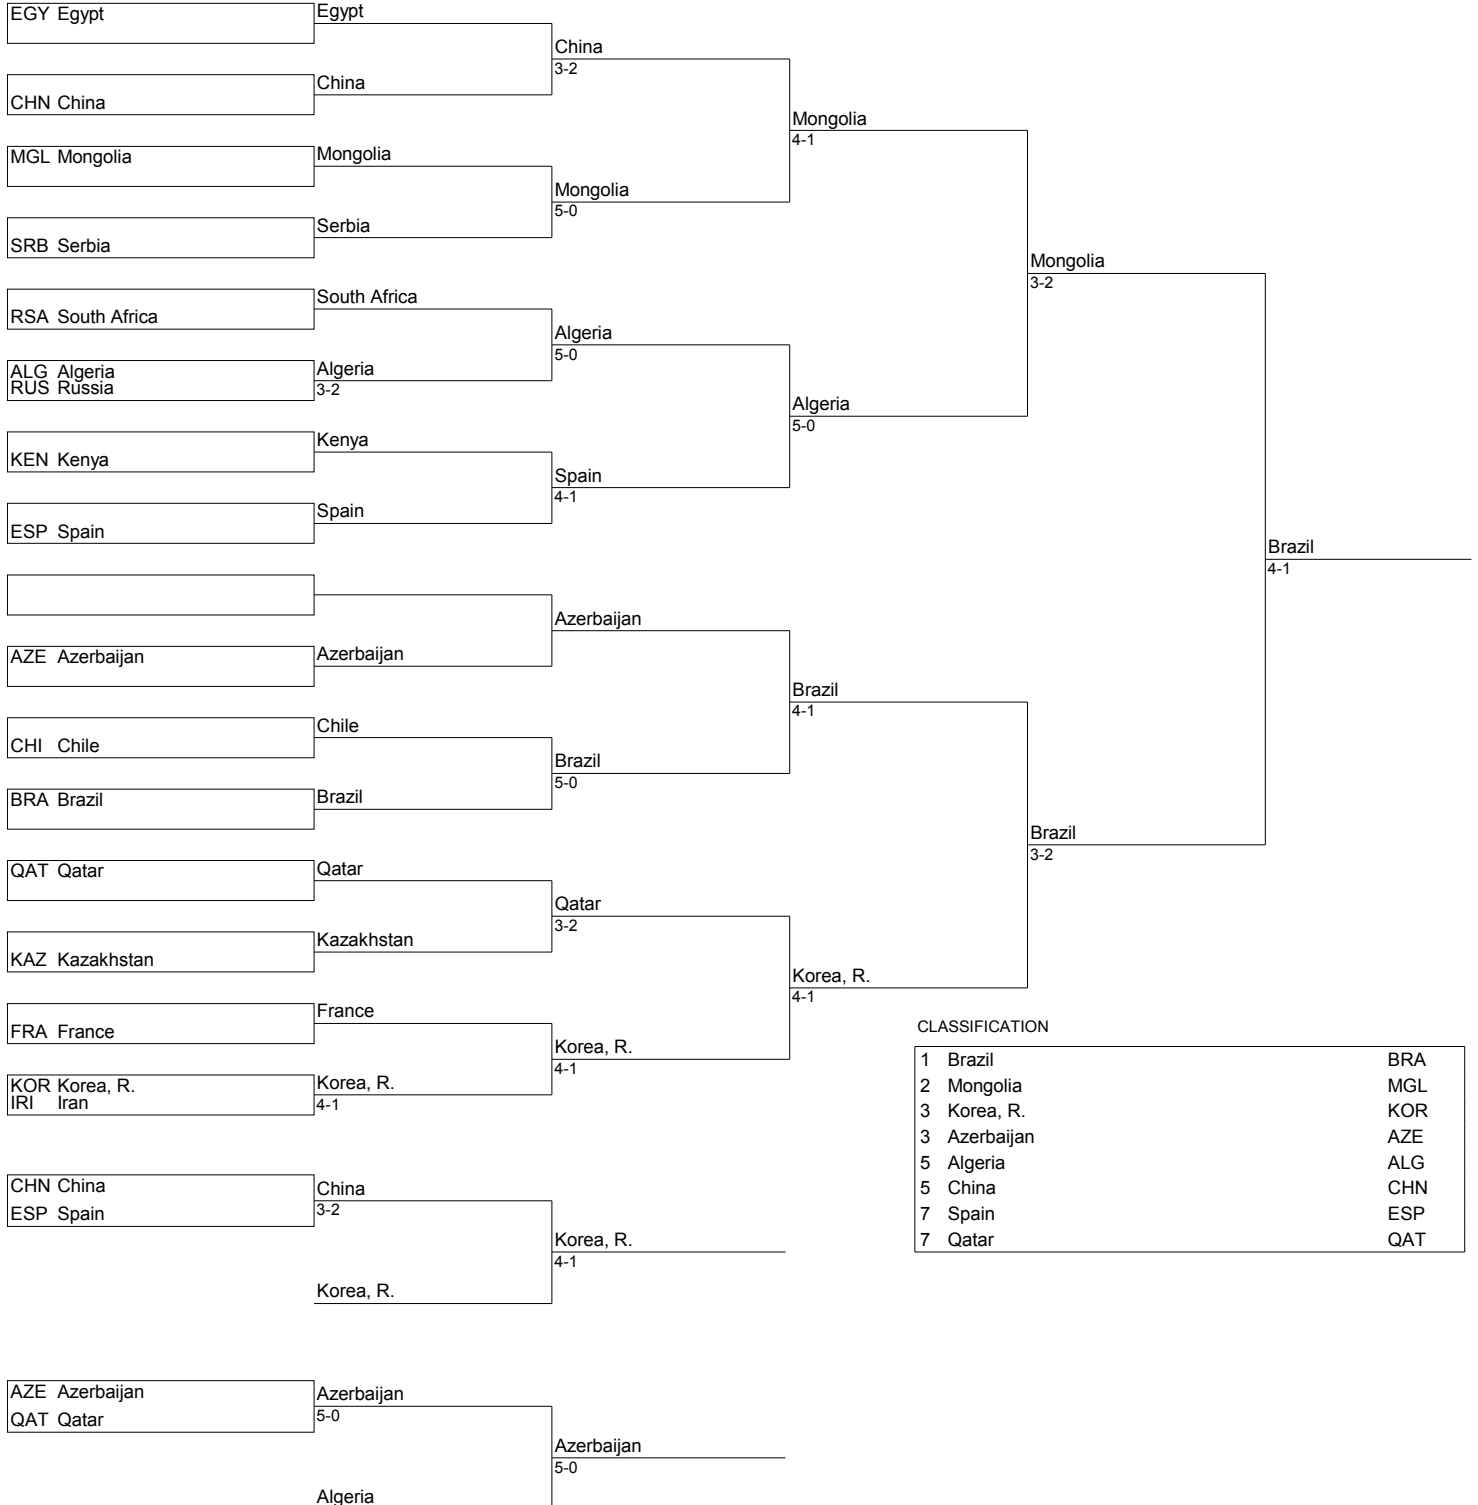 EGY Egypt
Egypt
China
3-2
China
CHN China
Mongolia
4-1
MGL Mongolia
Mongolia
Mongolia
5-0
Serbia
SRB Serbia
Mongolia
3-2
South Africa
RSA South Africa
Algeria
5-0
ALG Algeria
RUS Russia
Algeria
3-2
Algeria
5-0
Kenya
KEN Kenya
Spain
4-1
Spain
ESP Spain
Brazil
4-1
Azerbaijan
AZE Azerbaijan
Azerbaijan
Brazil
4-1
Chile
CHI Chile
Brazil
5-0
BRA Brazil
Brazil
Brazil
3-2
QAT Qatar
Qatar
Qatar
3-2
Kazakhstan
KAZ Kazakhstan
Korea, R.
4-1
France
FRA France
Korea, R.
4-1
KOR Korea, R.
IRI Iran
Korea, R.
4-1
CLASSIFICATION
1 Brazil BRA
2 Mongolia MGL
3 Korea, R. KOR
3 Azerbaijan AZE
5 Algeria ALG
5 China CHN
7 Spain ESP
7 Qatar QAT
CHN China
ESP Spain
China
3-2
Korea, R.
4-1
Korea, R.
AZE Azerbaijan
QAT Qatar
Azerbaijan
5-0
Azerbaijan
5-0
Algeria